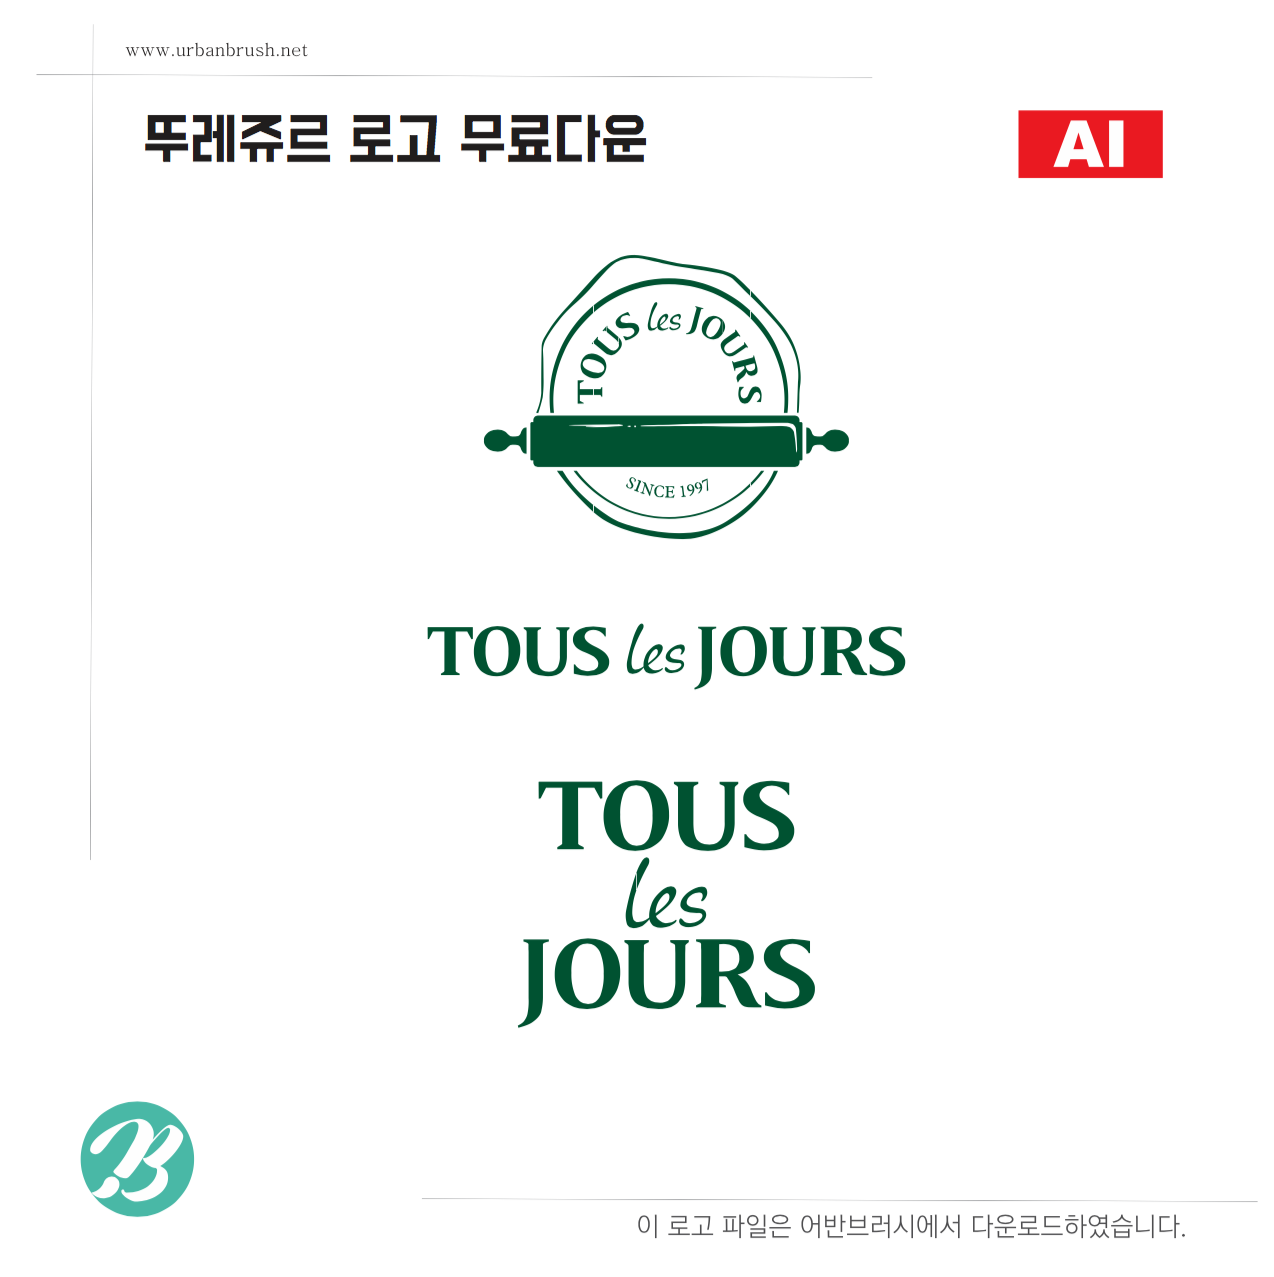 www.urbanbrush.net
뚜레쥬르 로고 무료다운
AI
TOUS les JOURS
SINCE 1997
TOUS les JOURS
TOUS
les
JOURS
B
이 로고 파일은 어반브러시에서 다운로드하였습니다.